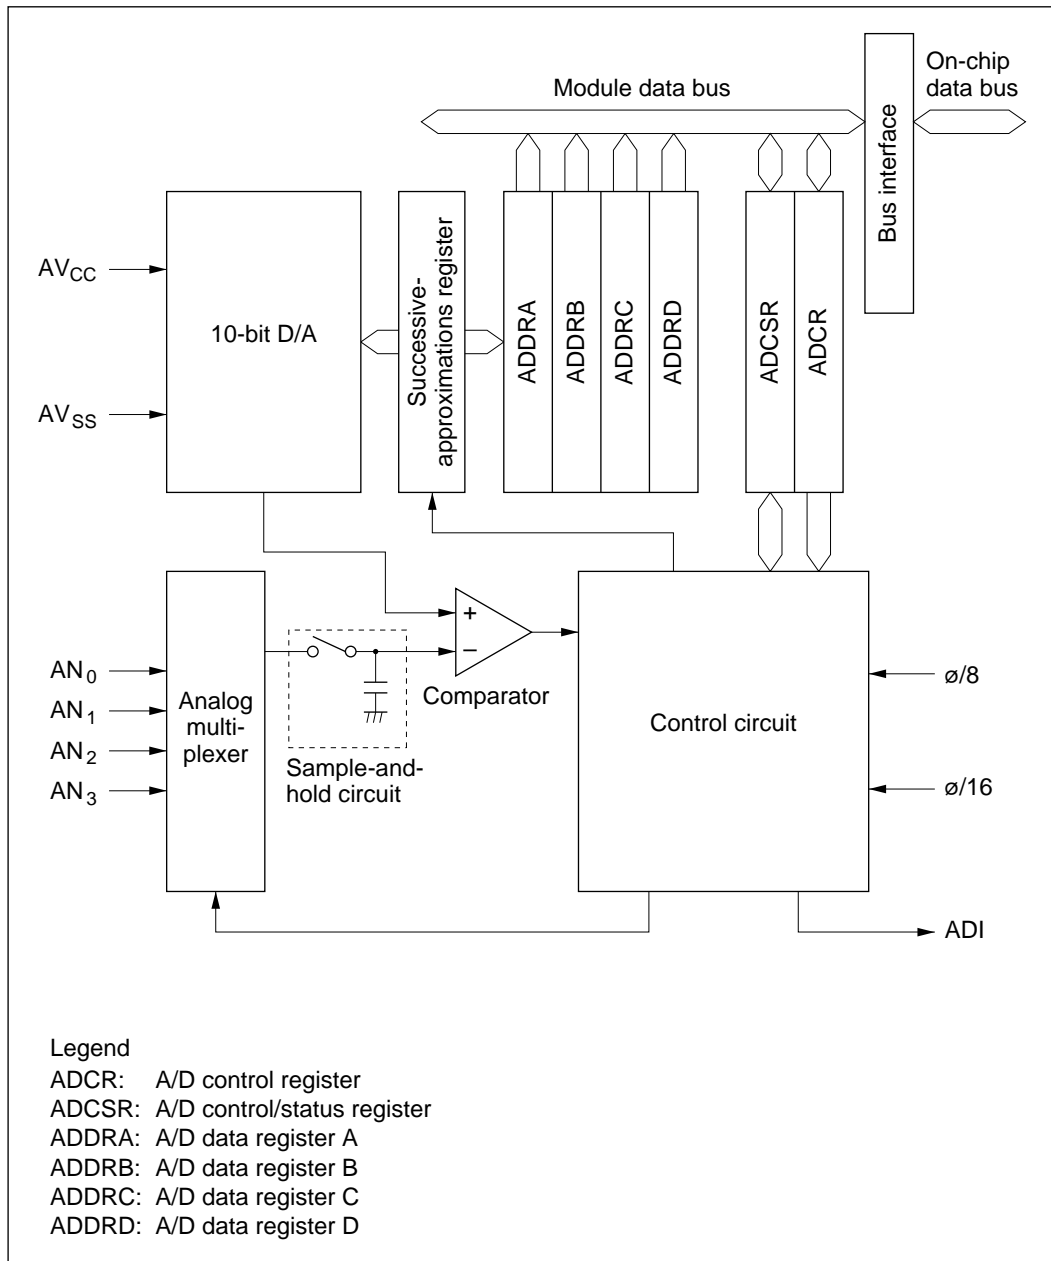 On-chip
data bus
Module data bus
Bus interface
AVCC
AVSS
10-bit D/A
Successive-
approximations register
ADDRA
ADDRB
ADDRC
ADDRD
ADCSR
ADCR
+
–
Comparator
AN0
AN1
AN2
AN3
Analog
multi-
plexer
Sample-and-
hold circuit
Control circuit
ø/8
ø/16
ADI
Legend
ADCR: A/D control register
ADCSR: A/D control/status register
ADDRA: A/D data register A
ADDRB: A/D data register B
ADDRC: A/D data register C
ADDRD: A/D data register D